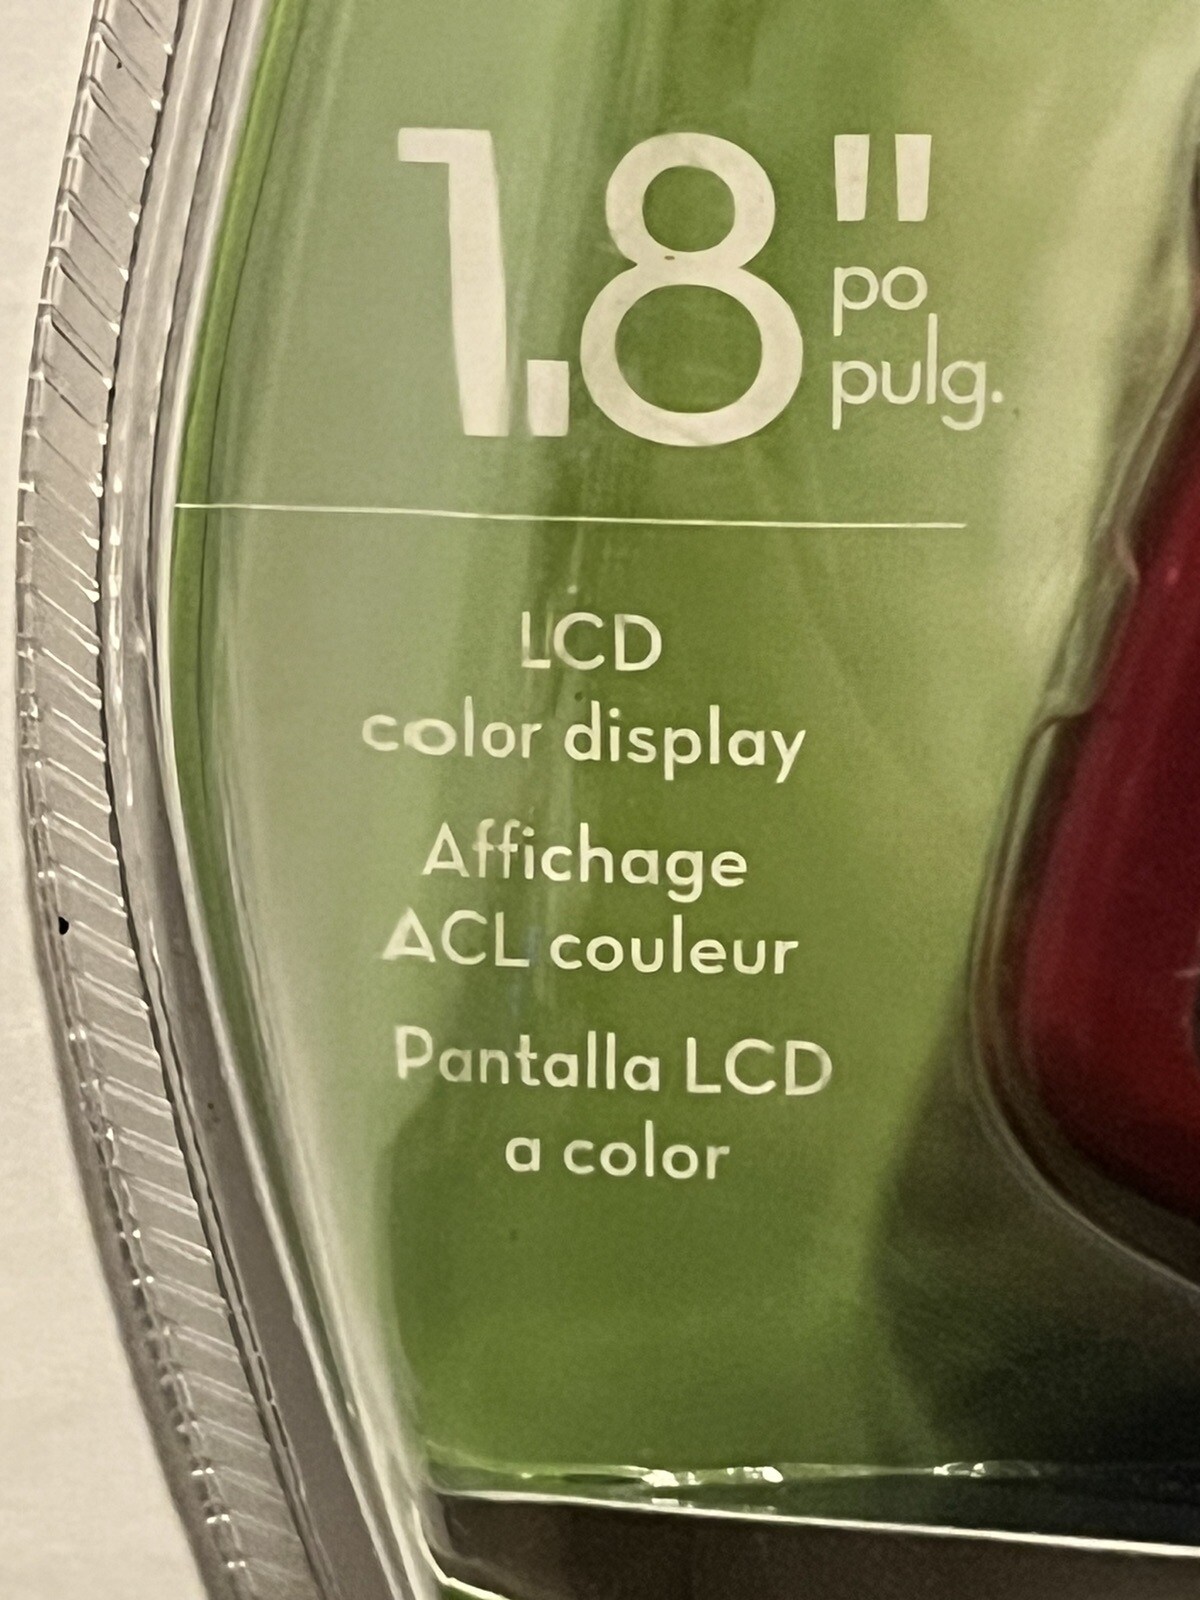 1.8"
po
pulg.
LCD
color display
Affichage
ACL couleur
Pantalla LCD
a color